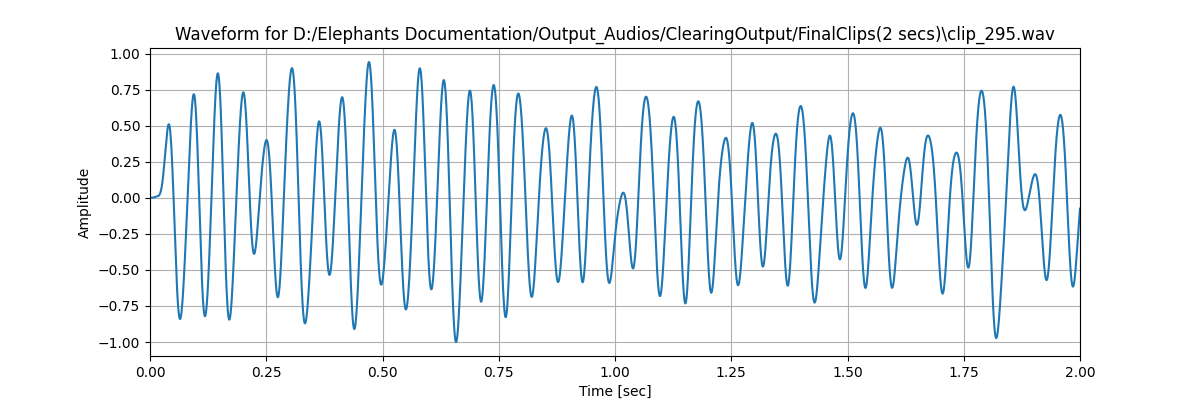 Waveform for D:/Elephants Documentation/Output_Audios/ClearingOutput/FinalClips(2 secs)\clip_295.wav
1.00
0.75
0.50
0.25
0.00
−0.25
−0.50
−0.75
−1.00
Amplitude
0.00 0.25 0.50 0.75 1.00 1.25 1.50 1.75 2.00
Time [sec]